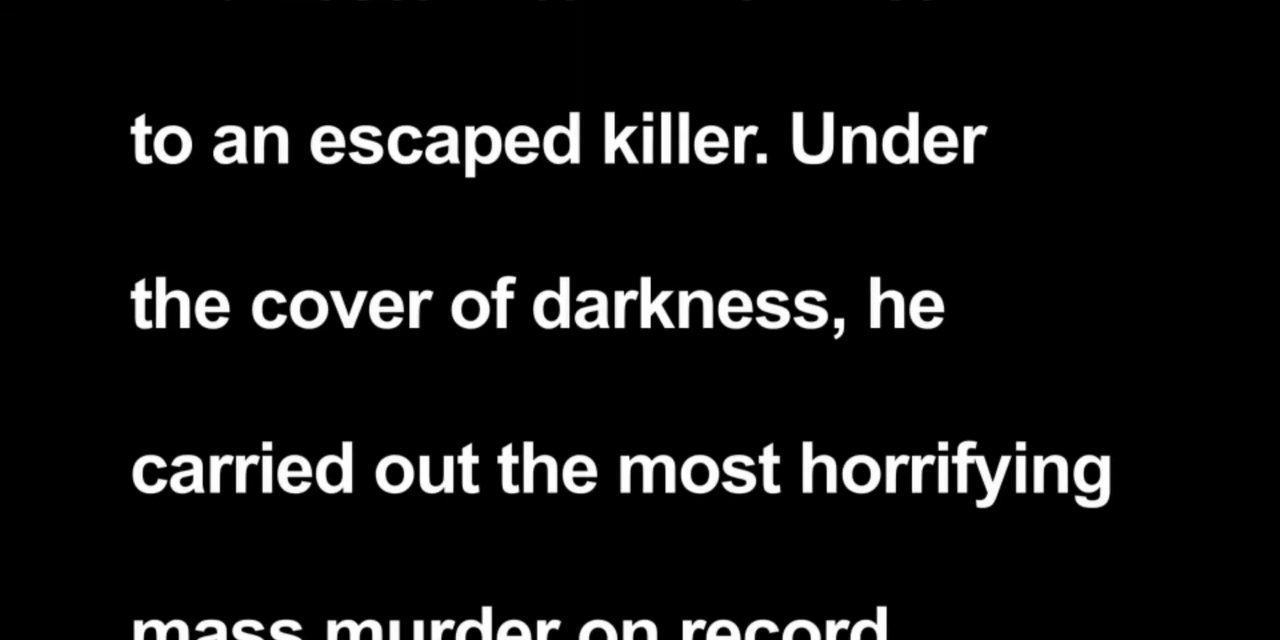 to an escaped killer. Under
the cover of darkness, he
carried out the most horrifying
mass murder on record